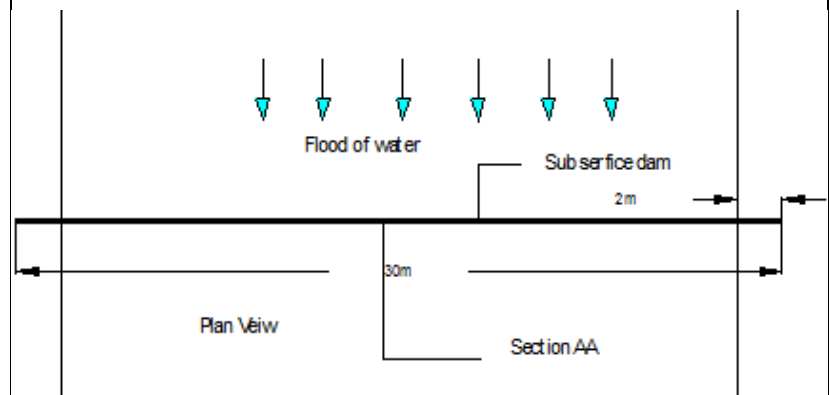 Flood of water
Sub serfice dam
2m
30m
Plan Veiw
Section AA